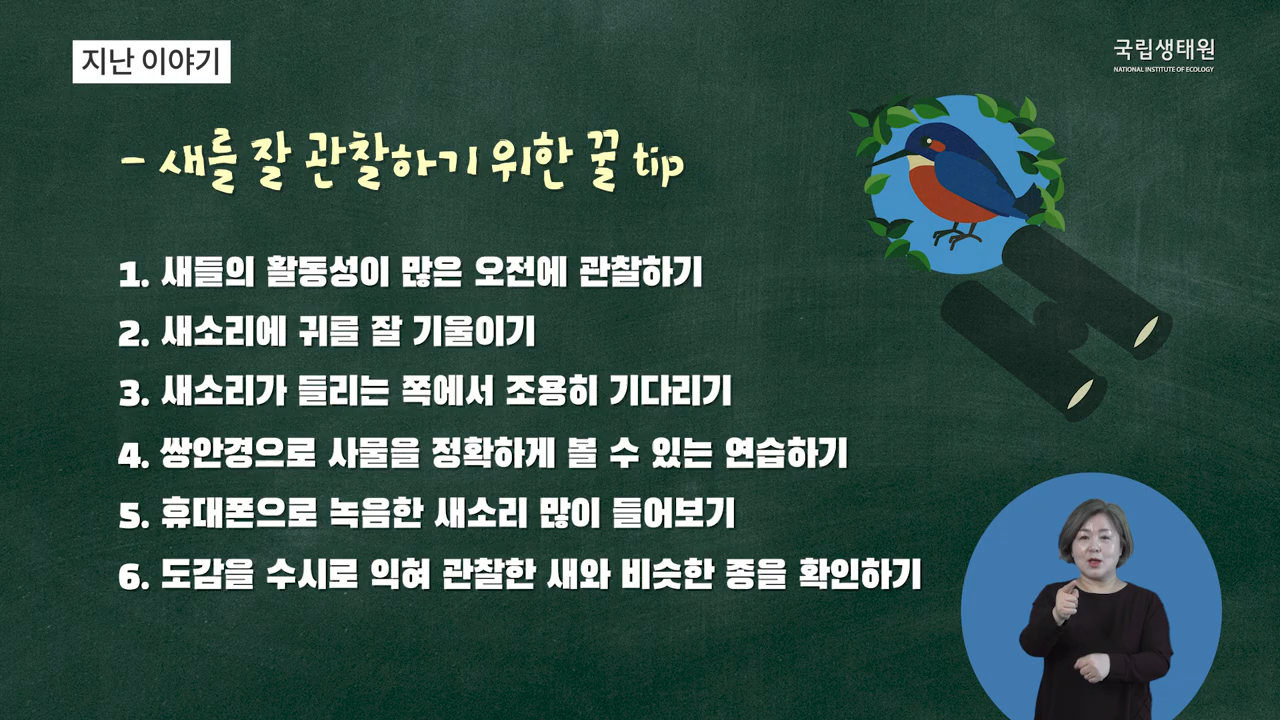 지난 이야기
국립생태원
NATIONAL INSTITUTE OF ECOLOGY
- 새를 잘 관찰하기 위한 꿀 tip
1. 새들의 활동성이 많은 오전에 관찰하기
2. 새소리에 귀를 잘 기울이기
3. 새소리가 들리는 쪽에서 조용히 기다리기
4. 쌍안경으로 사물을 정확하게 볼 수 있는 연습하기
5. 휴대폰으로 녹음한 새소리 많이 들어보기
6. 도감을 수시로 익혀 관찰한 새와 비슷한 종을 확인하기